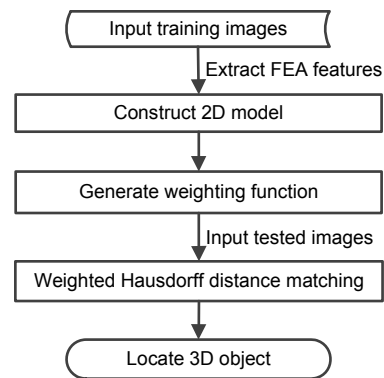 Input training images
Extract FEA features
Construct 2D model
Generate weighting function
Input tested images
Weighted Hausdorff distance matching
Locate 3D object